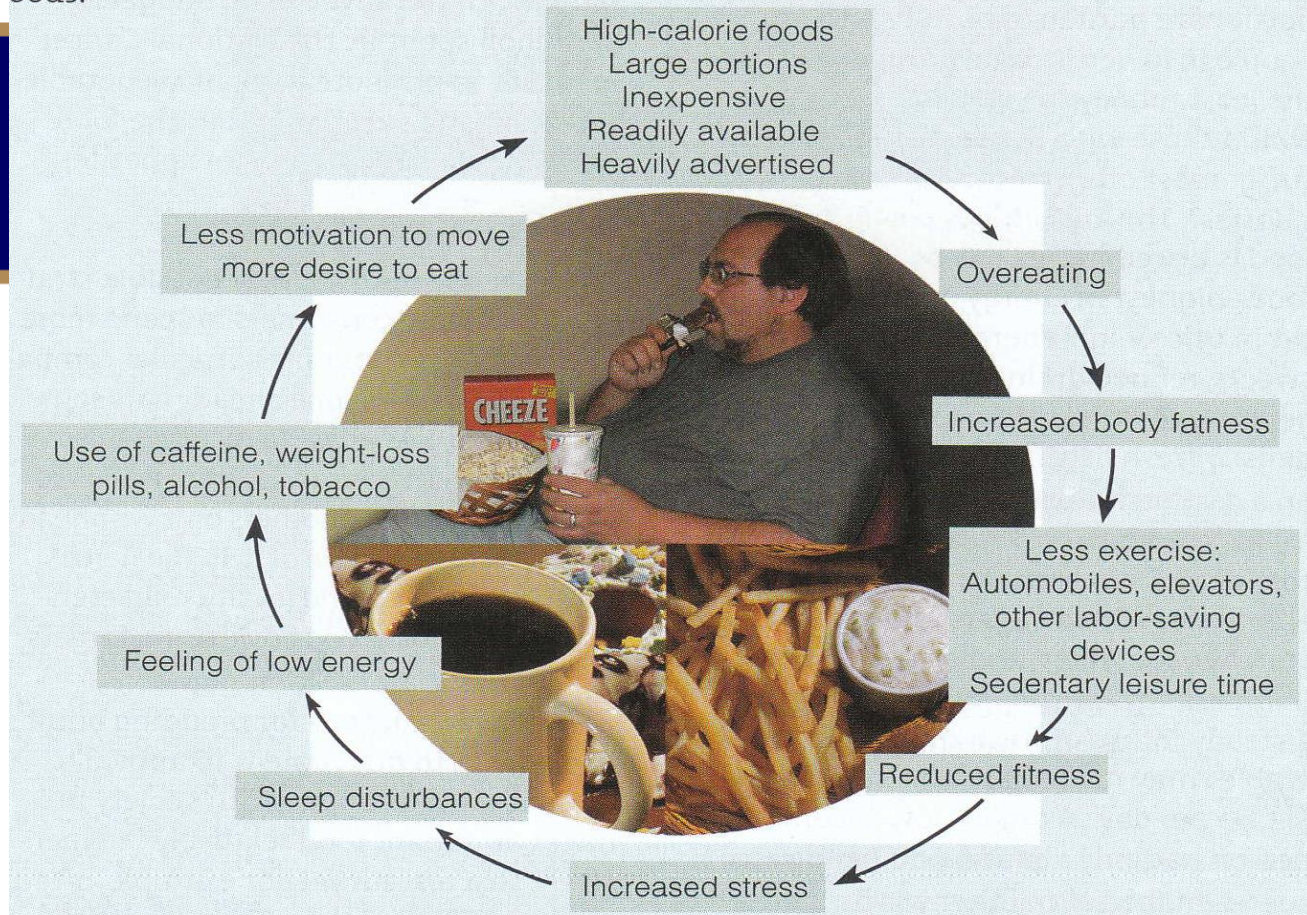 High-calorie foods
Large portions
Inexpensive
Readily available
Heavily advertised
Overeating
Increased body fatness
Less exercise:
Automobiles, elevators,
other labor-saving
devices
Sedentary leisure time
Reduced fitness
Increased stress
Sleep disturbances
Feeling of low energy
Use of caffeine, weight-loss
pills, alcohol, tobacco
Less motivation to move
more desire to eat
CHEEZE